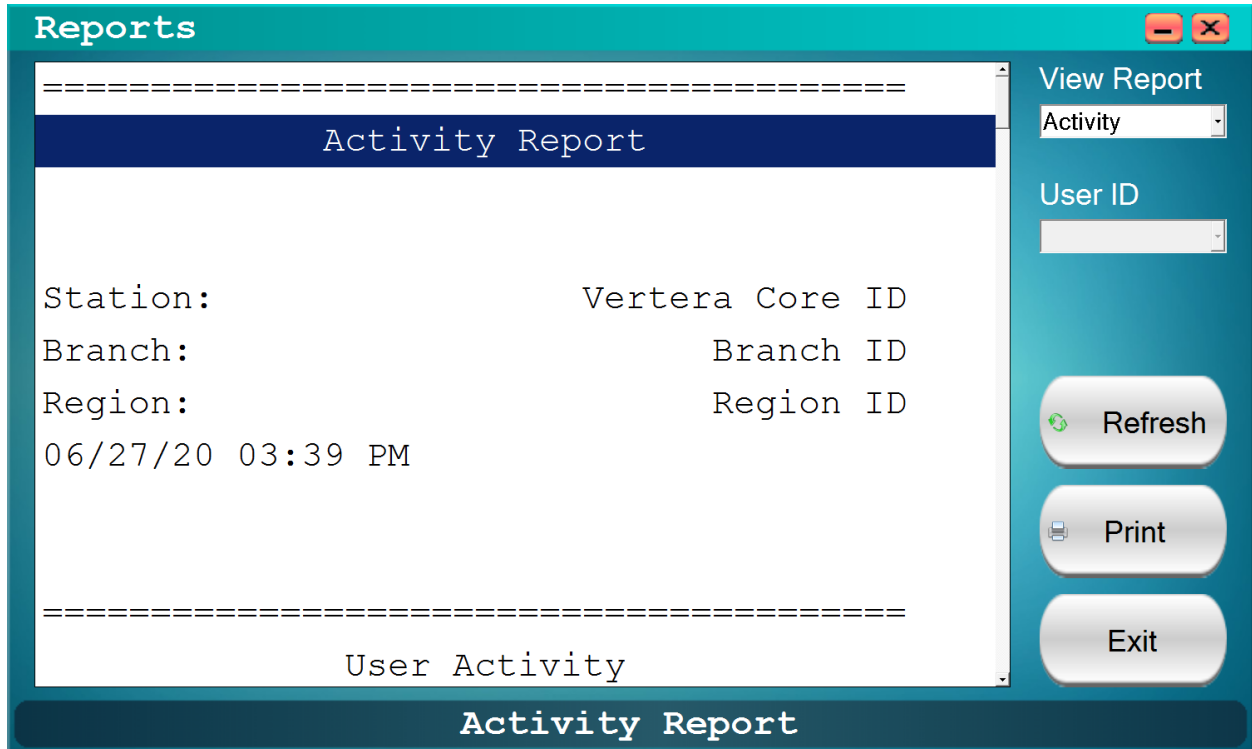 Reports
========================================
Activity Report
Station: Vertera Core ID
Branch: Branch ID
Region: Region ID
06/27/20 03:39 PM
========================================
User Activity
View Report
Activity
User ID
Refresh
Print
Exit
Activity Report